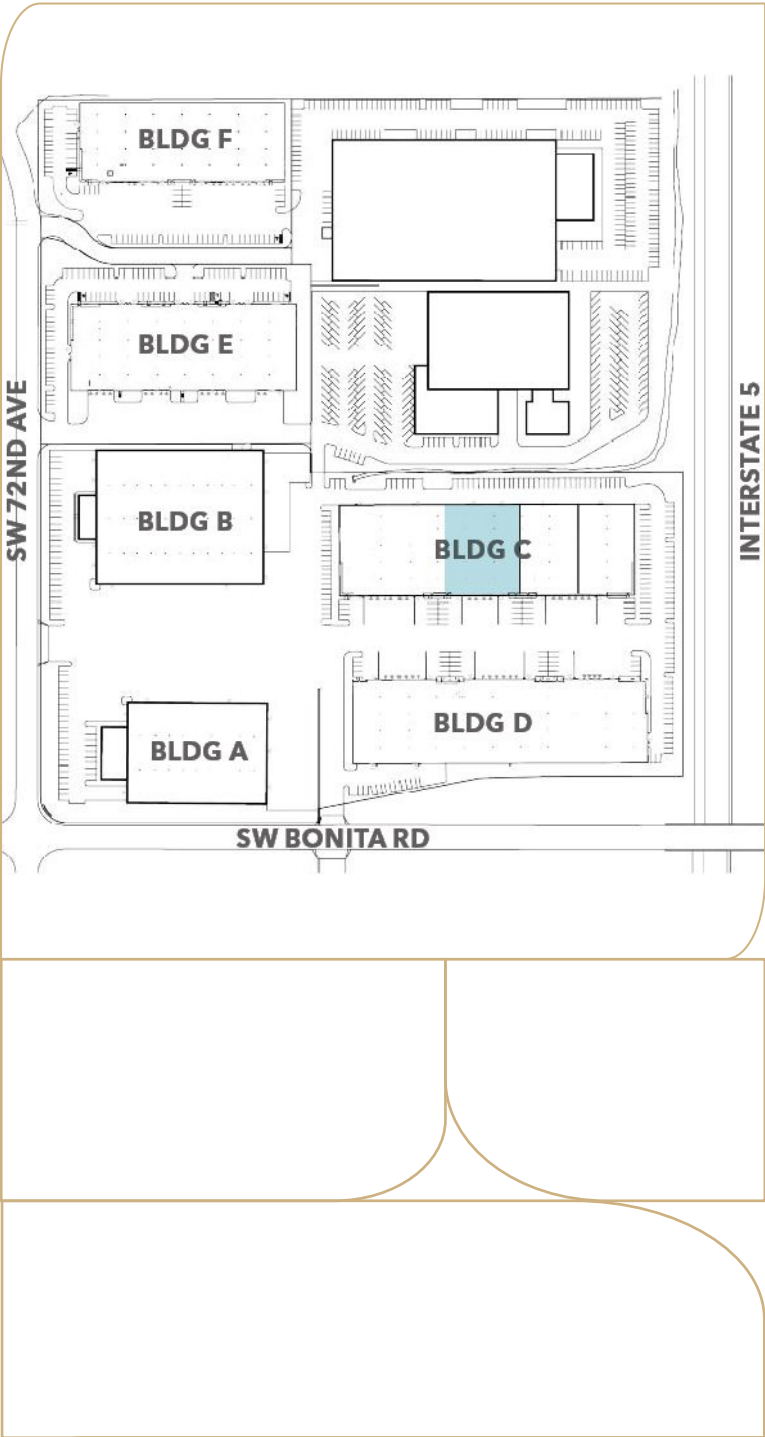 BLDG F
BLDG E
SW 72ND AVE
INTERSTATE 5
BLDG B
BLDG C
BLDG D
BLDG A
SW BONITA RD